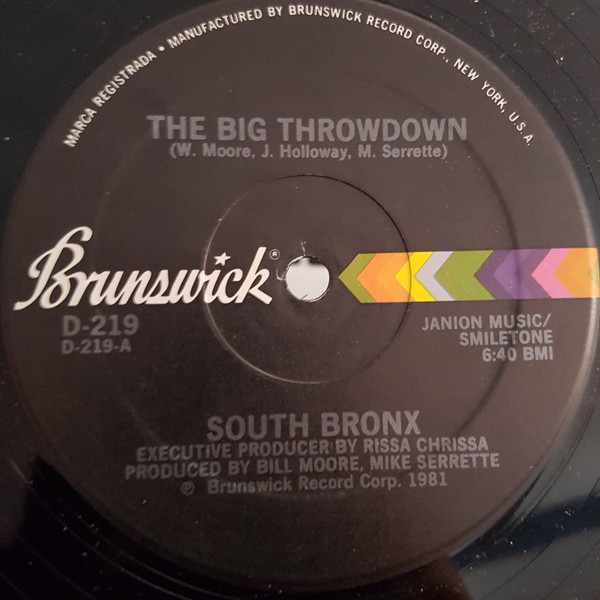 MARCA REGISTRADA • MANUFACTURED BY BRUNSWICK RECORD CORP., NEW YORK, U.S.A.
THE BIG THROWDOWN
(W. Moore, J. Holloway, M. Serrette)
Brunswick®
D-219
D-219-A
JANION MUSIC/
SMILETONE
6:40 BMI
SOUTH BRONX
EXECUTIVE PRODUCER BY RISSA CHRISSA
PRODUCED BY BILL MOORE, MIKE SERRETTE
℗ Brunswick Record Corp. 1981